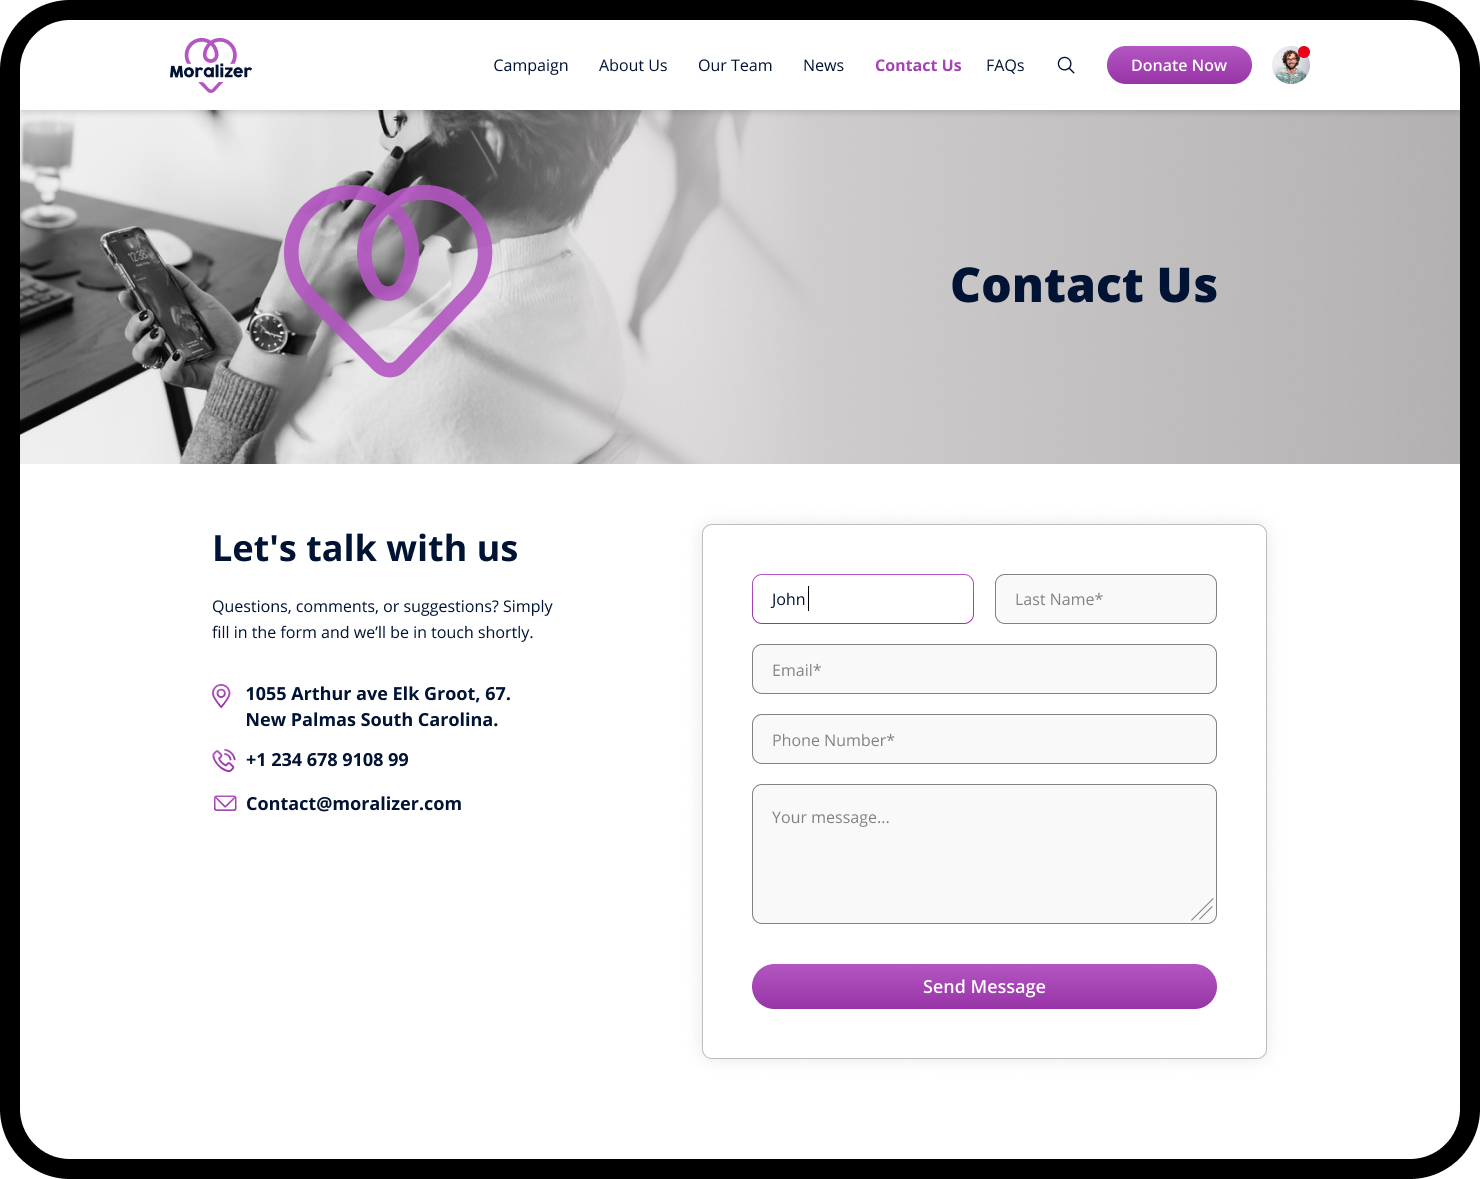 Moralizer
Campaign
About Us
Our Team
News
Contact Us
FAQs
Donate Now
12:38
Contact Us
Let's talk with us
Questions, comments, or suggestions? Simply
fill in the form and we’ll be in touch shortly.
1055 Arthur ave Elk Groot, 67.
New Palmas South Carolina.
+1 234 678 9108 99
Contact@moralizer.com
John
Last Name*
Email*
Phone Number*
Your message...
Send Message